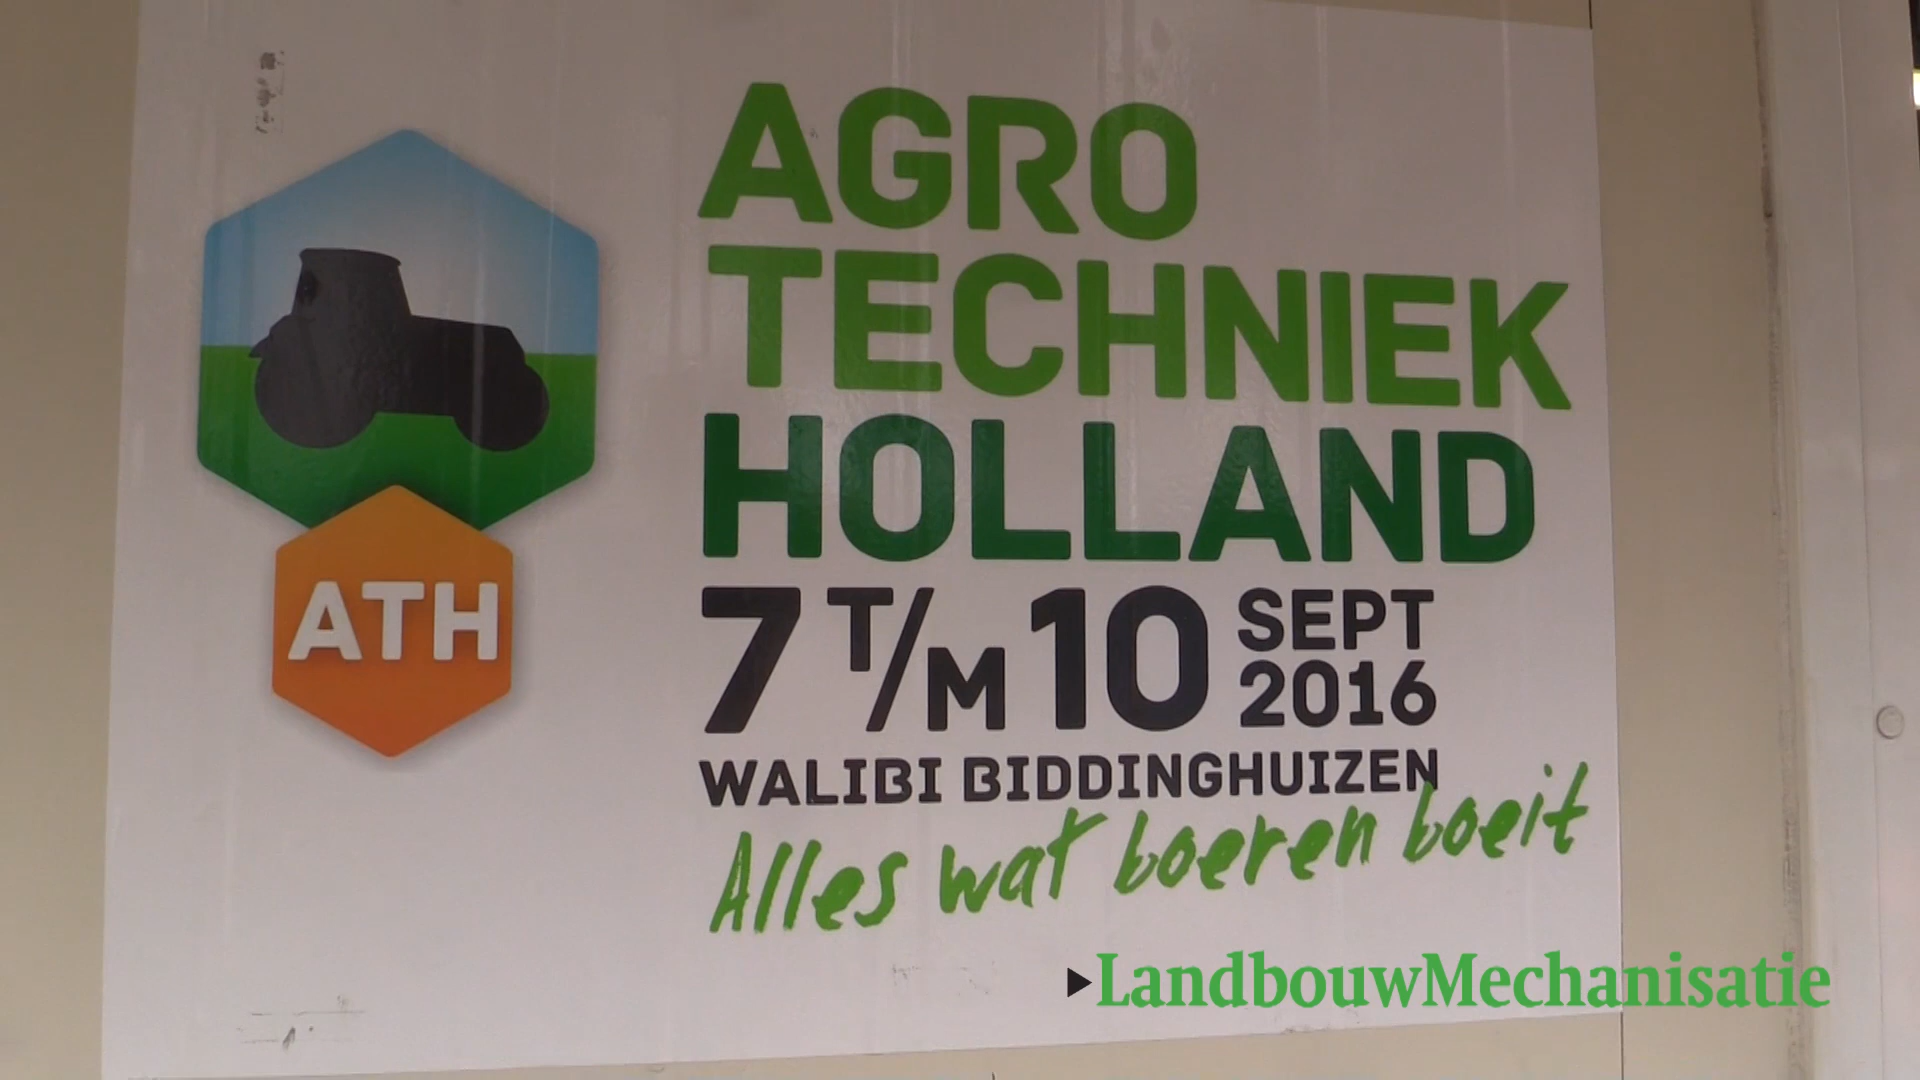 AGRO
TECHNIEK
HOLLAND
ATH
7 T/M 10 SEPT
2016
WALIBI BIDDINGHUIZEN
Alles wat boeren boeit
LandbouwMechanisatie